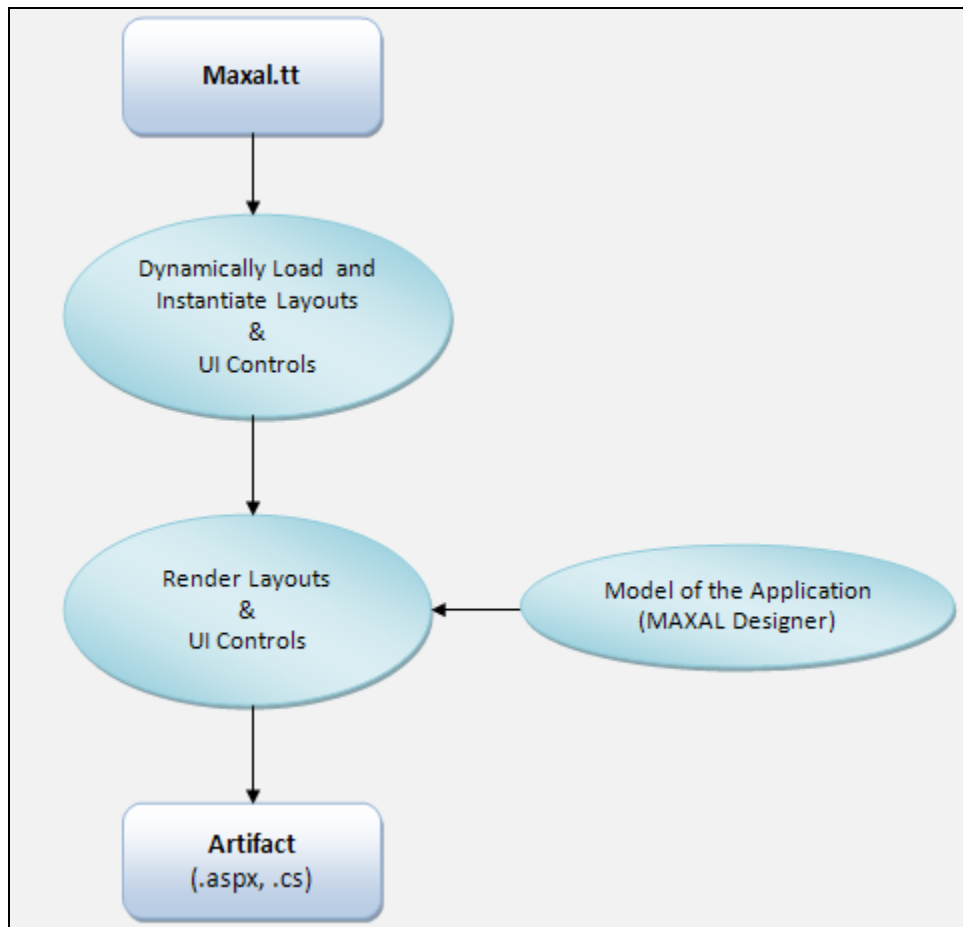 Maxal.tt
Dynamically Load and
Instantiate Layouts
&
UI Controls
Render Layouts
&
UI Controls
Model of the Application
(MAXAL Designer)
Artifact
(.aspx, .cs)